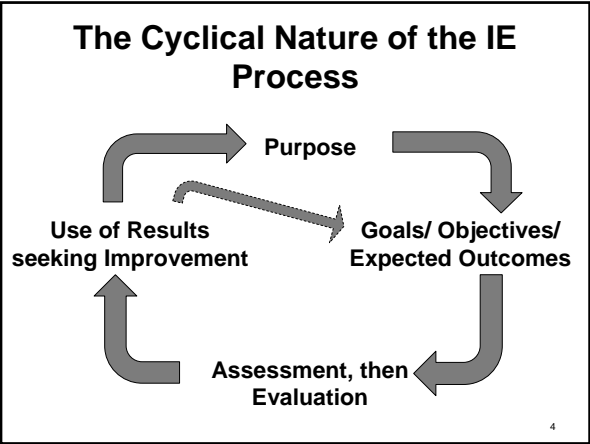 The Cyclical Nature of the IE
Process
Purpose
Use of Results
seeking Improvement
Goals/ Objectives/
Expected Outcomes
Assessment, then
Evaluation
4